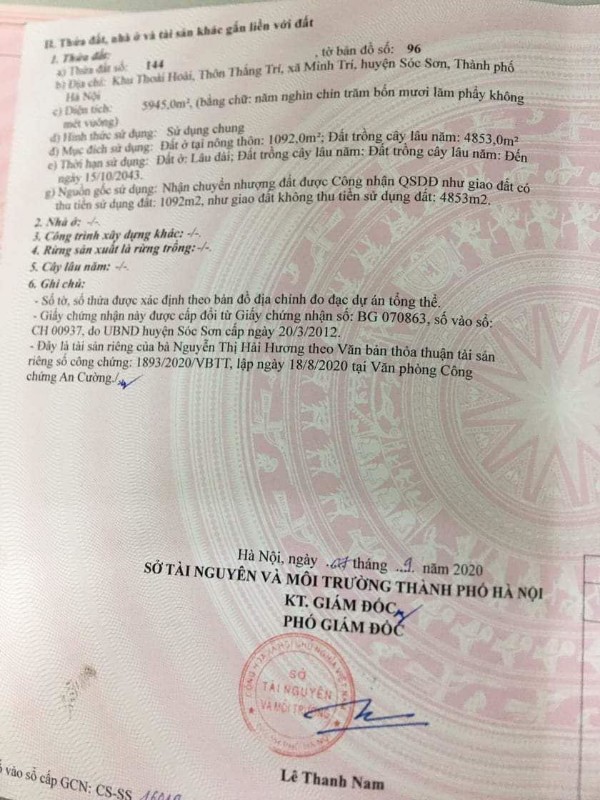 II. Thửa đất, nhà ở và tài sản khác gắn liền với đất
1. Thửa đất:
a) Thửa đất số: 144 , tờ bản đồ số: 96
b) Địa chỉ: Khu Thoải Hoải, Thôn Thắng Trí, xã Minh Trí, huyện Sóc Sơn, Thành phố
Hà Nội
c) Diện tích: 5945,0m², (bằng chữ: năm nghìn chín trăm bốn mươi lăm phẩy không
mét vuông)
d) Hình thức sử dụng: Sử dụng chung
đ) Mục đích sử dụng: Đất ở tại nông thôn: 1092,0m²; Đất trồng cây lâu năm: 4853,0m²
e) Thời hạn sử dụng: Đất ở: Lâu dài; Đất trồng cây lâu năm: Đất trồng cây lâu năm: Đến
ngày 15/10/2043.
g) Nguồn gốc sử dụng: Nhận chuyển nhượng đất được Công nhận QSDĐ như giao đất có
thu tiền sử dụng đất: 1092m2, như giao đất không thu tiền sử dụng đất: 4853m2.
2. Nhà ở: -/-.
3. Công trình xây dựng khác: -/-.
4. Rừng sản xuất là rừng trồng:-/-.
5. Cây lâu năm: -/-.
6. Ghi chú:
- Số tờ, số thửa được xác định theo bản đồ địa chính đo đạc dự án tổng thể.
- Giấy chứng nhận này được cấp đổi từ Giấy chứng nhận số: BG 070863, số vào sổ:
CH 00937, do UBND huyện Sóc Sơn cấp ngày 20/3/2012.
- Đây là tài sản riêng của bà Nguyễn Thị Hải Hương theo Văn bản thỏa thuận tài sản
riêng số công chứng: 1893/2020/VBTT, lập ngày 18/8/2020 tại Văn phòng Công
chứng An Cường./.
Hà Nội, ngày tháng 9 năm 2020
SỞ TÀI NGUYÊN VÀ MÔI TRƯỜNG THÀNH PHỐ HÀ NỘI
KT. GIÁM ĐỐC
PHÓ GIÁM ĐỐC
SỞ
TÀI NGUYÊN
VÀ MÔI TRƯỜNG
Lê Thanh Nam
vào sổ cấp GCN: CS-SS